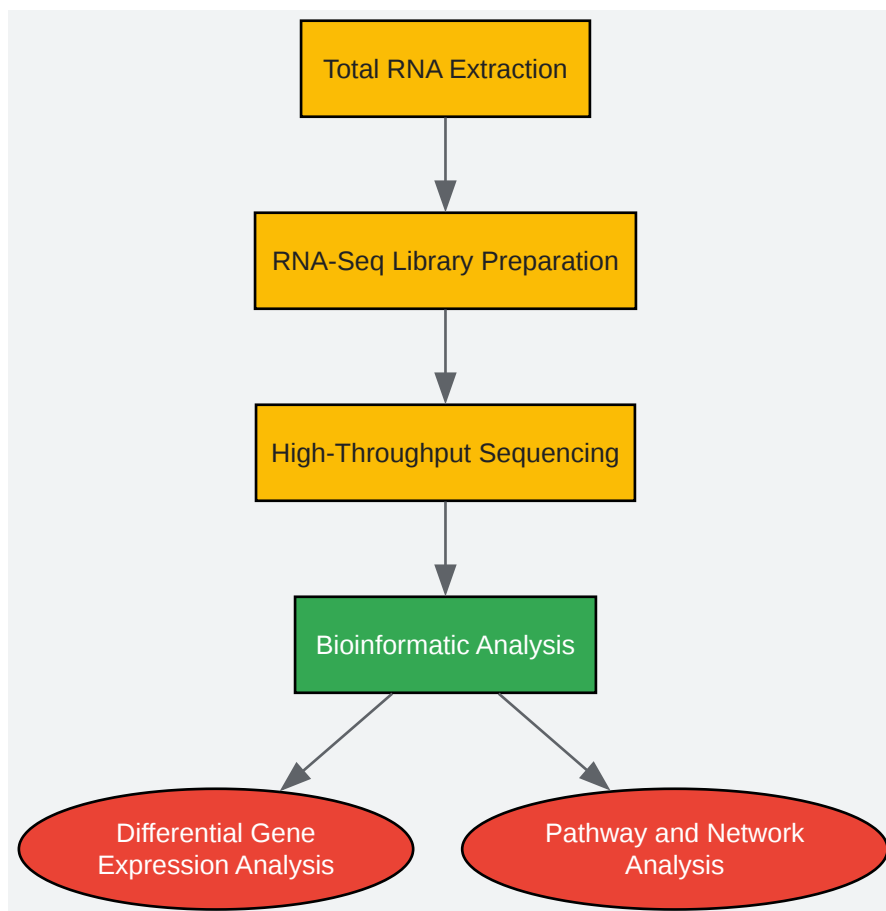 Total RNA Extraction
RNA-Seq Library Preparation
High-Throughput Sequencing
Bioinformatic Analysis
Differential Gene
Expression Analysis
Pathway and Network
Analysis